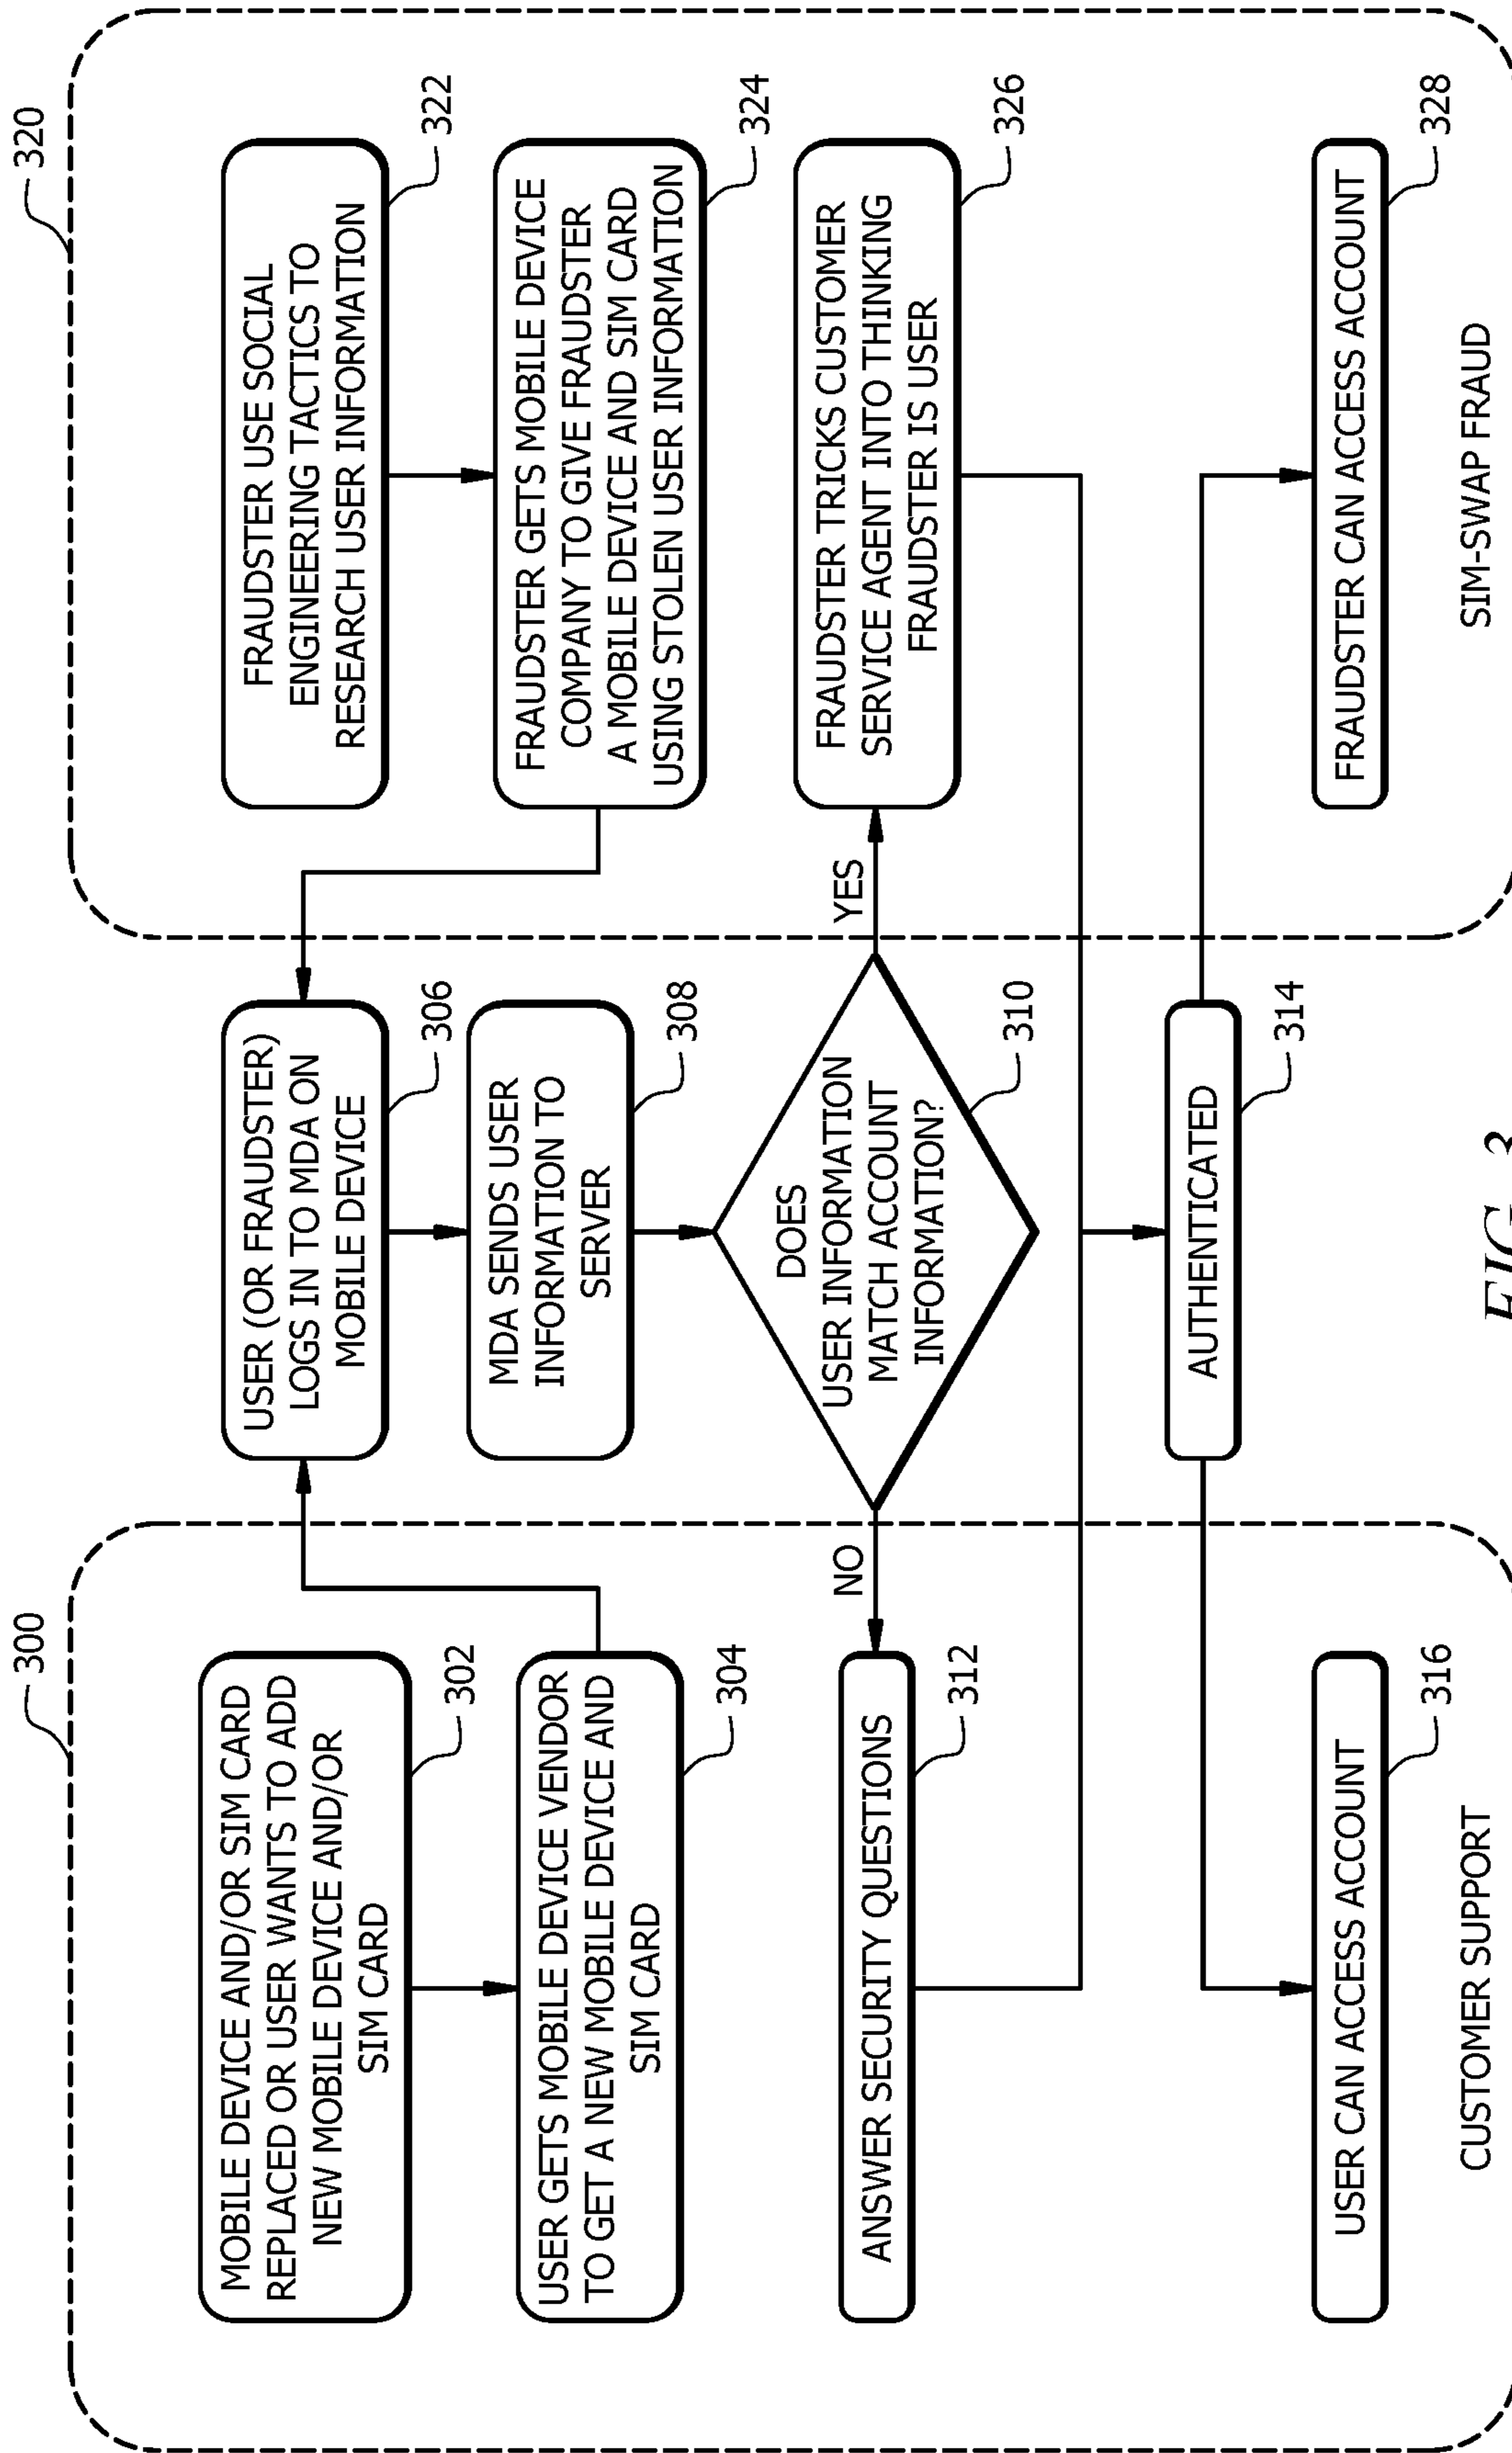 300
320
MOBILE DEVICE AND/OR SIM CARD
REPLACED OR USER WANTS TO ADD
NEW MOBILE DEVICE AND/OR
SIM CARD
302
USER GETS MOBILE DEVICE VENDOR
TO GET A NEW MOBILE DEVICE AND
SIM CARD
304
USER (OR FRAUDSTER)
LOGS IN TO MDA ON
MOBILE DEVICE
306
MDA SENDS USER
INFORMATION TO
SERVER
308
FRAUDSTER USE SOCIAL
ENGINEERING TACTICS TO
RESEARCH USER INFORMATION
322
FRAUDSTER GETS MOBILE DEVICE
COMPANY TO GIVE FRAUDSTER
A MOBILE DEVICE AND SIM CARD
USING STOLEN USER INFORMATION
324
DOES
USER INFORMATION
MATCH ACCOUNT
INFORMATION?
310
NO
YES
ANSWER SECURITY QUESTIONS
312
FRAUDSTER TRICKS CUSTOMER
SERVICE AGENT INTO THINKING
FRAUDSTER IS USER
326
AUTHENTICATED
314
USER CAN ACCESS ACCOUNT
316
FRAUDSTER CAN ACCESS ACCOUNT
328
CUSTOMER SUPPORT
SIM-SWAP FRAUD
FIG. 3